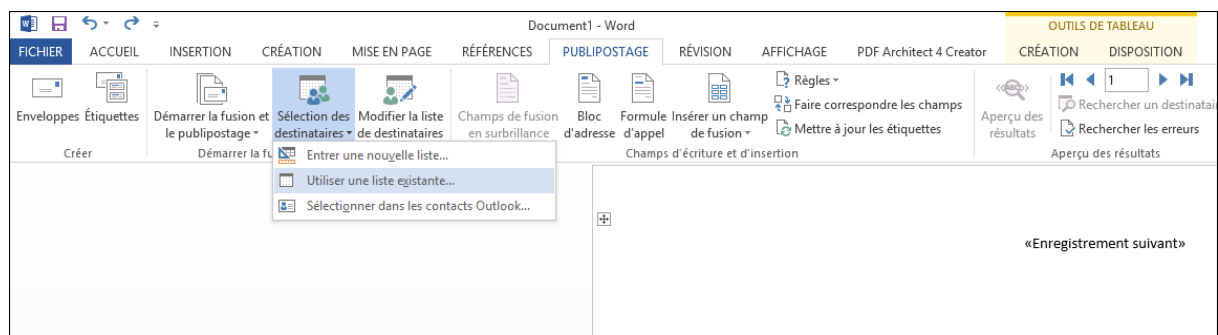 Document1 - Word
OUTILS DE TABLEAU
FICHIER ACCUEIL INSERTION CRÉATION MISE EN PAGE RÉFÉRENCES PUBLIPOSTAGE RÉVISION AFFICHAGE PDF Architect 4 Creator CRÉATION DISPOSITION
Enveloppes Étiquettes
Démarrer la fusion et
le publipostage
Sélection des
destinataires
Modifier la liste
de destinataires
Champs de fusion
en surbrillance
Bloc
d'adresse
Formule
d'appel
Insérer un champ
de fusion
Règles
Faire correspondre les champs
Mettre à jour les étiquettes
Aperçu des
résultats
ABC
1
Rechercher un destinatai
Rechercher les erreurs
Créer
Démarrer la fu
Champs d'écriture et d'insertion
Aperçu des résultats
Entrer une nouvelle liste...
Utiliser une liste existante...
Sélectionner dans les contacts Outlook...
«Enregistrement suivant»